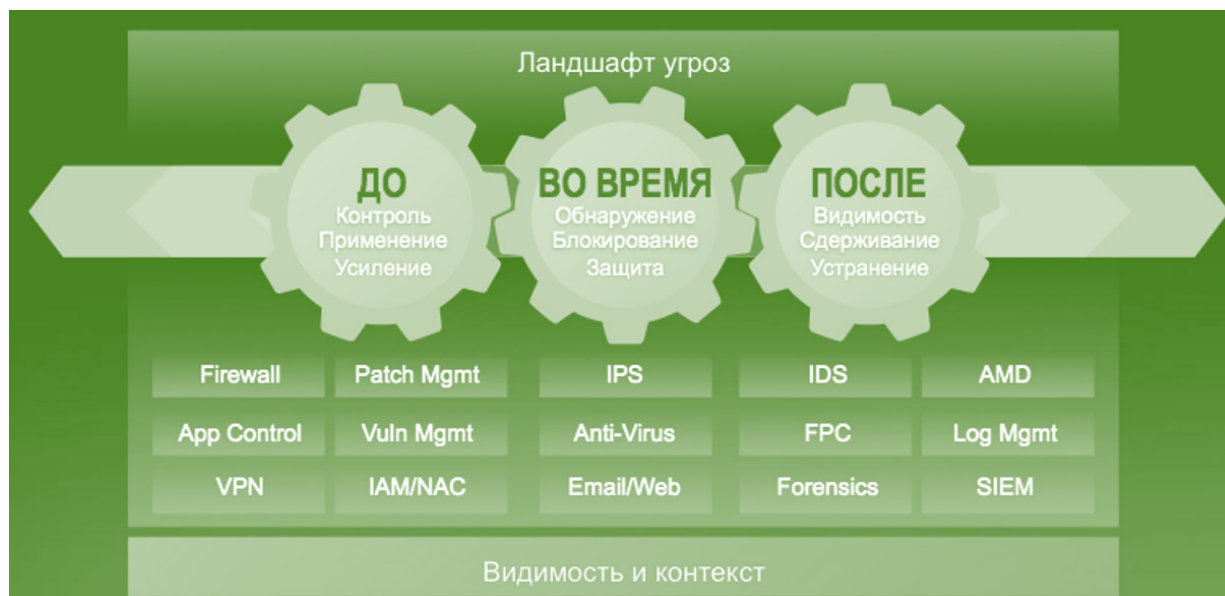 Ландшафт угроз
ДО
Контроль
Применение
Усиление
ВО ВРЕМЯ
Обнаружение
Блокирование
Защита
ПОСЛЕ
Видимость
Сдерживание
Устранение
Firewall
Patch Mgmt
IPS
IDS
AMD
App Control
Vuln Mgmt
Anti-Virus
FPC
Log Mgmt
VPN
IAM/NAC
Email/Web
Forensics
SIEM
Видимость и контекст